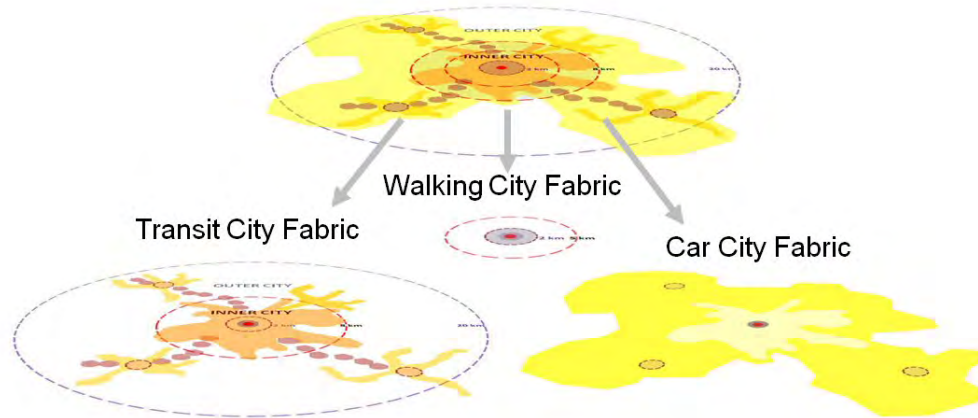 OUTER CITY
INNER CITY
2 km
8 km
20 km
Walking City Fabric
Transit City Fabric
2 km
5 km
Car City Fabric
OUTER CITY
INNER CITY
2 km
8 km
20 km